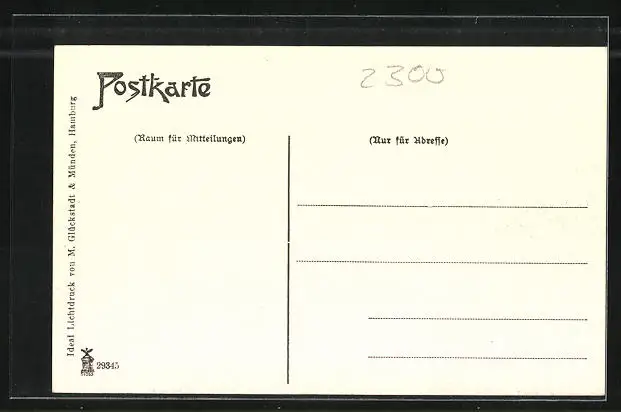 Postkarte
2300
(Raum für Mitteilungen)
(Nur für Adresse)
Ideal Lichtdruck von M. Glückstadt & Münden, Hamburg
29345